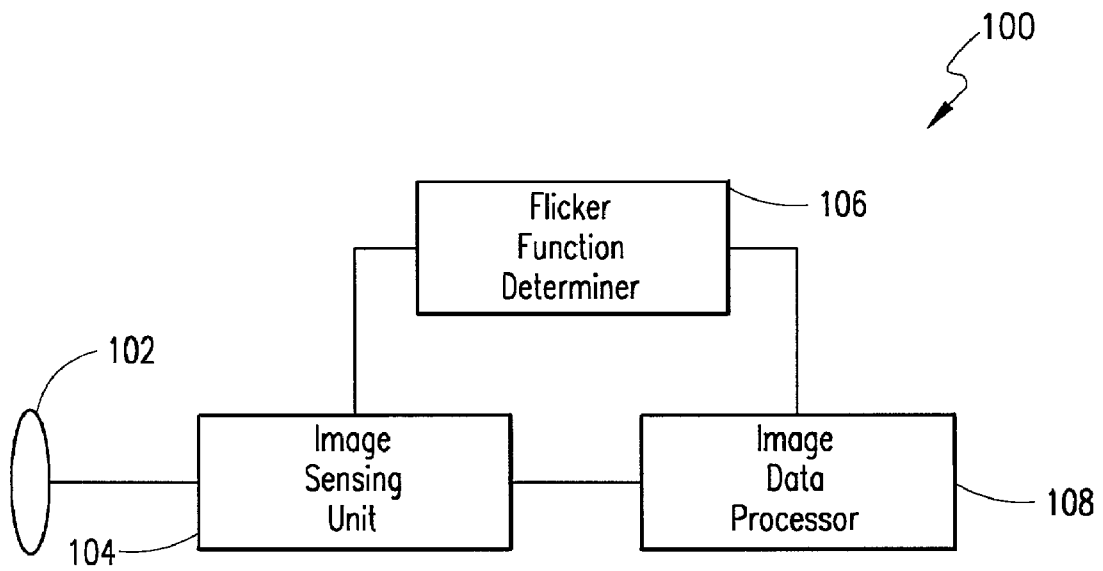 100
Flicker
Function
Determiner
106
102
Image
Sensing
Unit
104
Image
Data
Processor
108